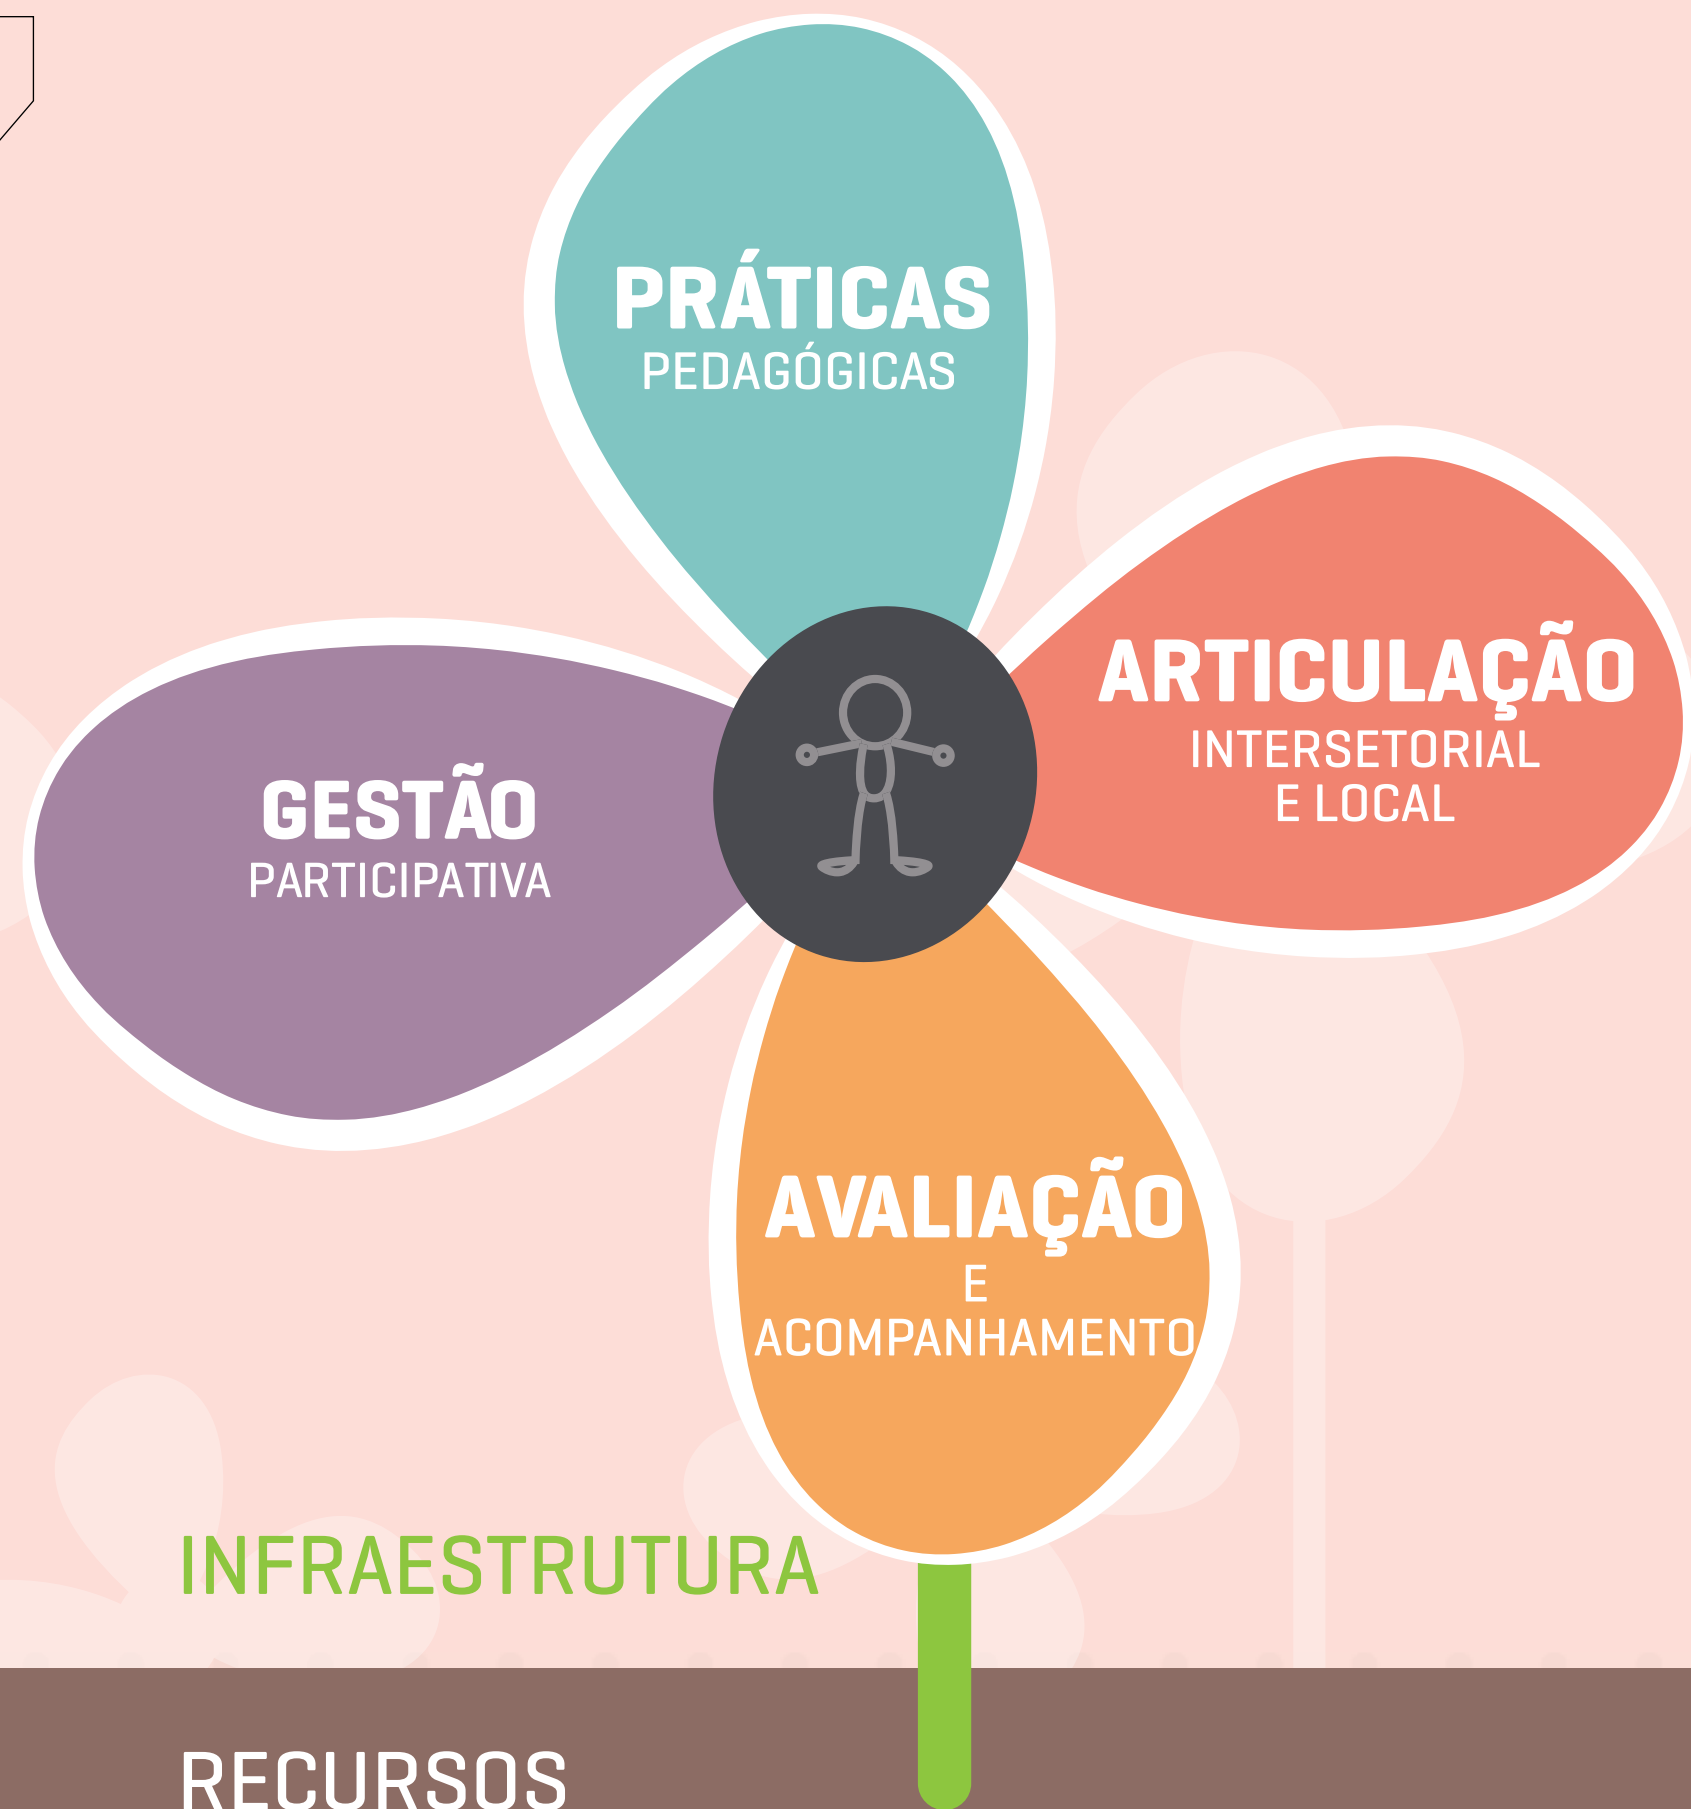 PRÁTICAS
PEDAGÓGICAS
ARTICULAÇÃO
INTERSETORIAL
E LOCAL
GESTÃO
PARTICIPATIVA
AVALIAÇÃO
E
ACOMPANHAMENTO
INFRAESTRUTURA
RECURSOS